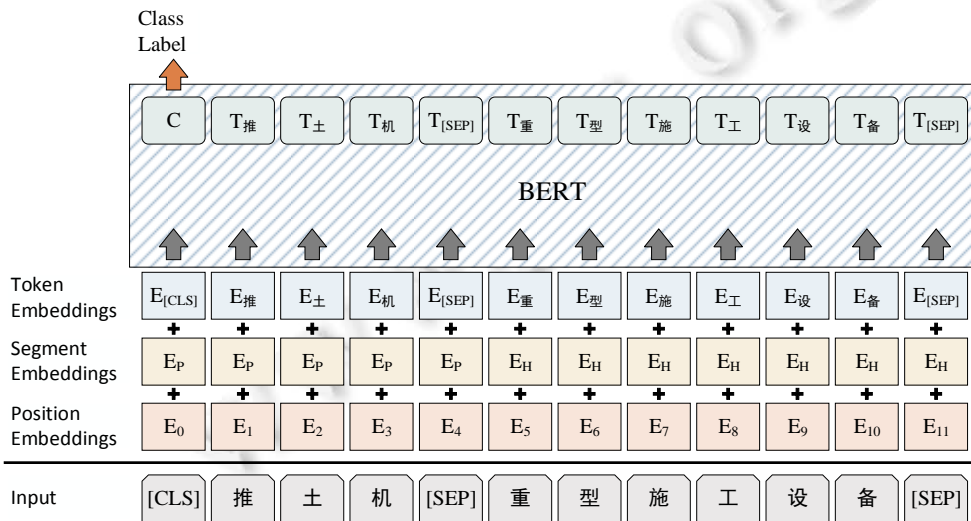 Class
Label
C T推 T土 T机 T[SEP] T重 T型 T施 T工 T设 T备 T[SEP]
BERT
Token
Embeddings
E[CLS] E推 E土 E机 E[SEP] E重 E型 E施 E工 E设 E备 E[SEP]
+ + + + + + + + + + + +
Segment
Embeddings
EP EP EP EP EP EH EH EH EH EH EH EH
+ + + + + + + + + + + +
Position
Embeddings
E0 E1 E2 E3 E4 E5 E6 E7 E8 E9 E10 E11
Input
[CLS] 推 土 机 [SEP] 重 型 施 工 设 备 [SEP]